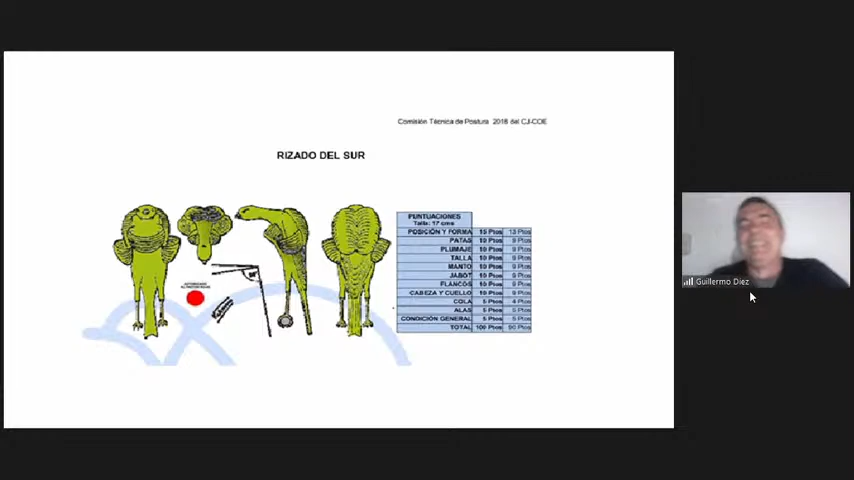 Comisión Técnica de Postura 2018 del CJ-COE
RIZADO DEL SUR
PUNTUACIONES
Talla: 17 cms
POSICIÓN Y FORMA 15 Ptos 13 Ptos
PATAS 10 Ptos 9 Ptos
PLUMAJE 10 Ptos 9 Ptos
TALLA 10 Ptos 9 Ptos
MANTO 10 Ptos 9 Ptos
JABOT 10 Ptos 9 Ptos
FLANCOS 10 Ptos 9 Ptos
CABEZA Y CUELLO 10 Ptos 9 Ptos
COLA 5 Ptos 4 Ptos
ALAS 5 Ptos 5 Ptos
CONDICIÓN GENERAL 5 Ptos 5 Ptos
TOTAL 100 Ptos 90 Ptos
Guillermo Diez